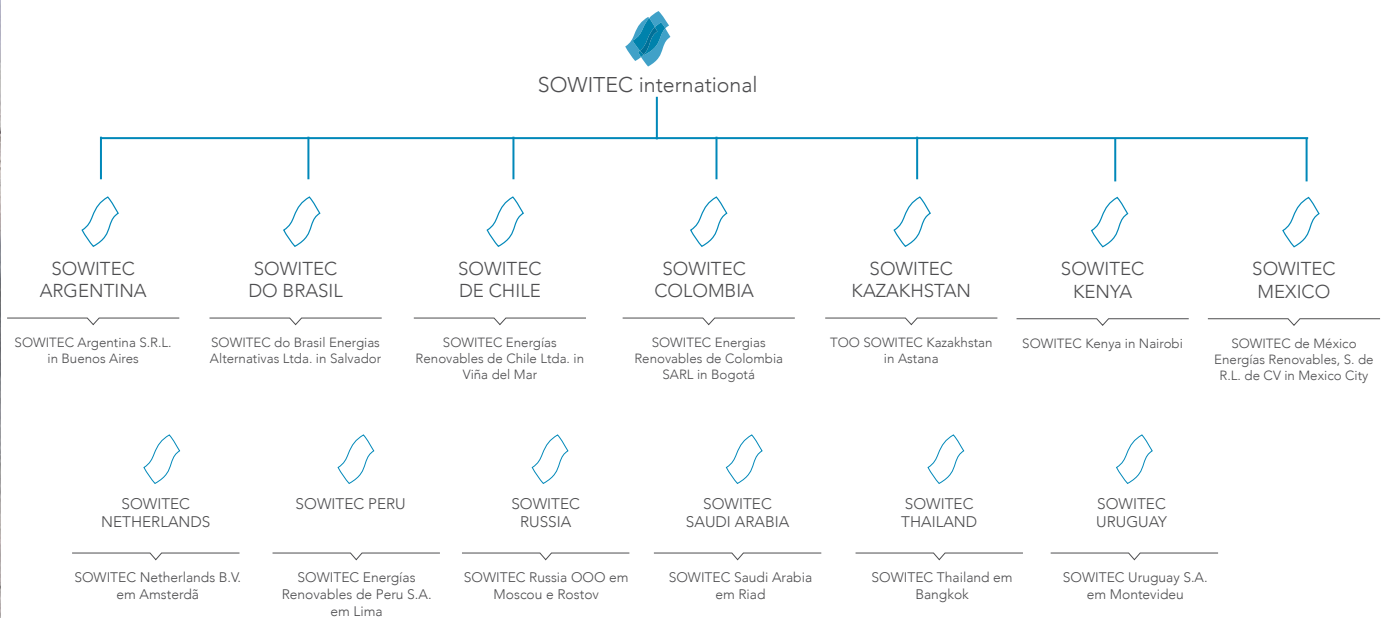 SOWITEC international
SOWITEC
ARGENTINA
SOWITEC Argentina S.R.L.
in Buenos Aires
SOWITEC
DO BRASIL
SOWITEC do Brasil Energias
Alternativas Ltda. in Salvador
SOWITEC
DE CHILE
SOWITEC Energías
Renovables de Chile Ltda. in
Viña del Mar
SOWITEC
COLOMBIA
SOWITEC Energias
Renovables de Colombia
SARL in Bogotá
SOWITEC
KAZAKHSTAN
TOO SOWITEC Kazakhstan
in Astana
SOWITEC
KENYA
SOWITEC Kenya in Nairobi
SOWITEC
MEXICO
SOWITEC de México
Energías Renovables, S. de
R.L. de CV in Mexico City
SOWITEC
NETHERLANDS
SOWITEC Netherlands B.V.
em Amsterdã
SOWITEC PERU
SOWITEC Energías
Renovables de Peru S.A.
em Lima
SOWITEC
RUSSIA
SOWITEC Russia OOO em
Moscou e Rostov
SOWITEC
SAUDI ARABIA
SOWITEC Saudi Arabia
em Riad
SOWITEC
THAILAND
SOWITEC Thailand em
Bangkok
SOWITEC
URUGUAY
SOWITEC Uruguay S.A.
em Montevideu